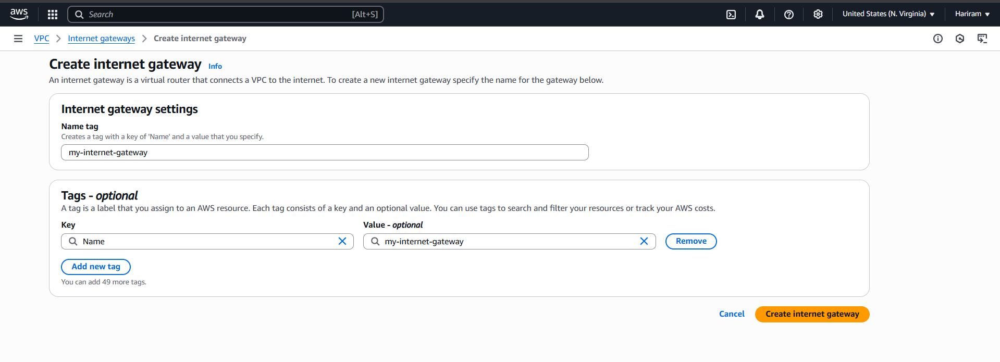 aws Search [Alt+S] United States (N. Virginia) Hariram
VPC Internet gateways Create internet gateway
Create internet gateway Info
An internet gateway is a virtual router that connects a VPC to the internet. To create a new internet gateway specify the name for the gateway below.
Internet gateway settings
Name tag
Creates a tag with a key of 'Name' and a value that you specify.
my-internet-gateway
Tags - optional
A tag is a label that you assign to an AWS resource. Each tag consists of a key and an optional value. You can use tags to search and filter your resources or track your AWS costs.
Key Value - optional
Name my-internet-gateway Remove
Add new tag
You can add 49 more tags.
Cancel Create internet gateway